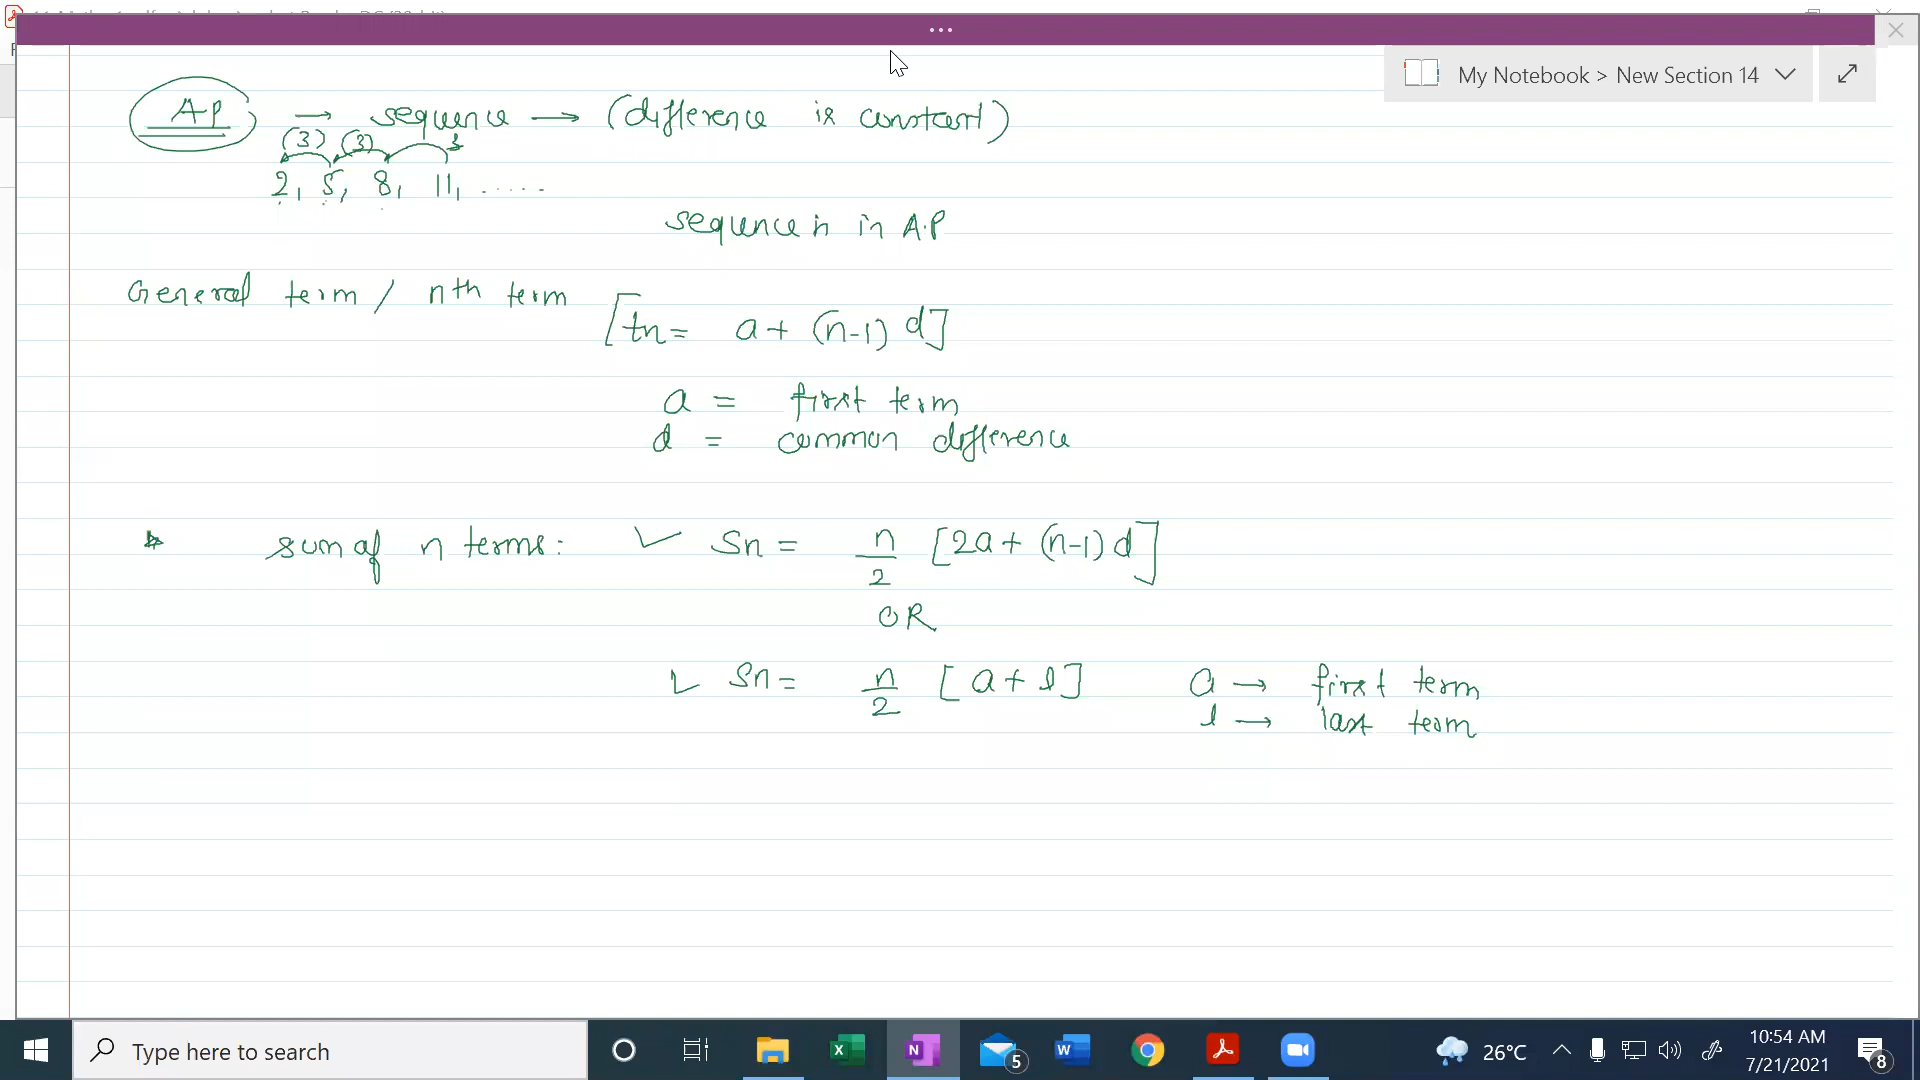 ...
My Notebook > New Section 14
A.P → sequence → (difference is constant)
(3) (3) 3
2, 5, 8, 11, .....
sequence is in A.P
General term / nth term
[tn = a + (n-1) d]
a = first term
d = common difference
* sum of n terms: ✓ Sn = n/2 [2a + (n-1) d]
OR
✓ Sn = n/2 [a + l] a → first term
l → last term
Type here to search
5
26°C
10:54 AM
7/21/2021
8